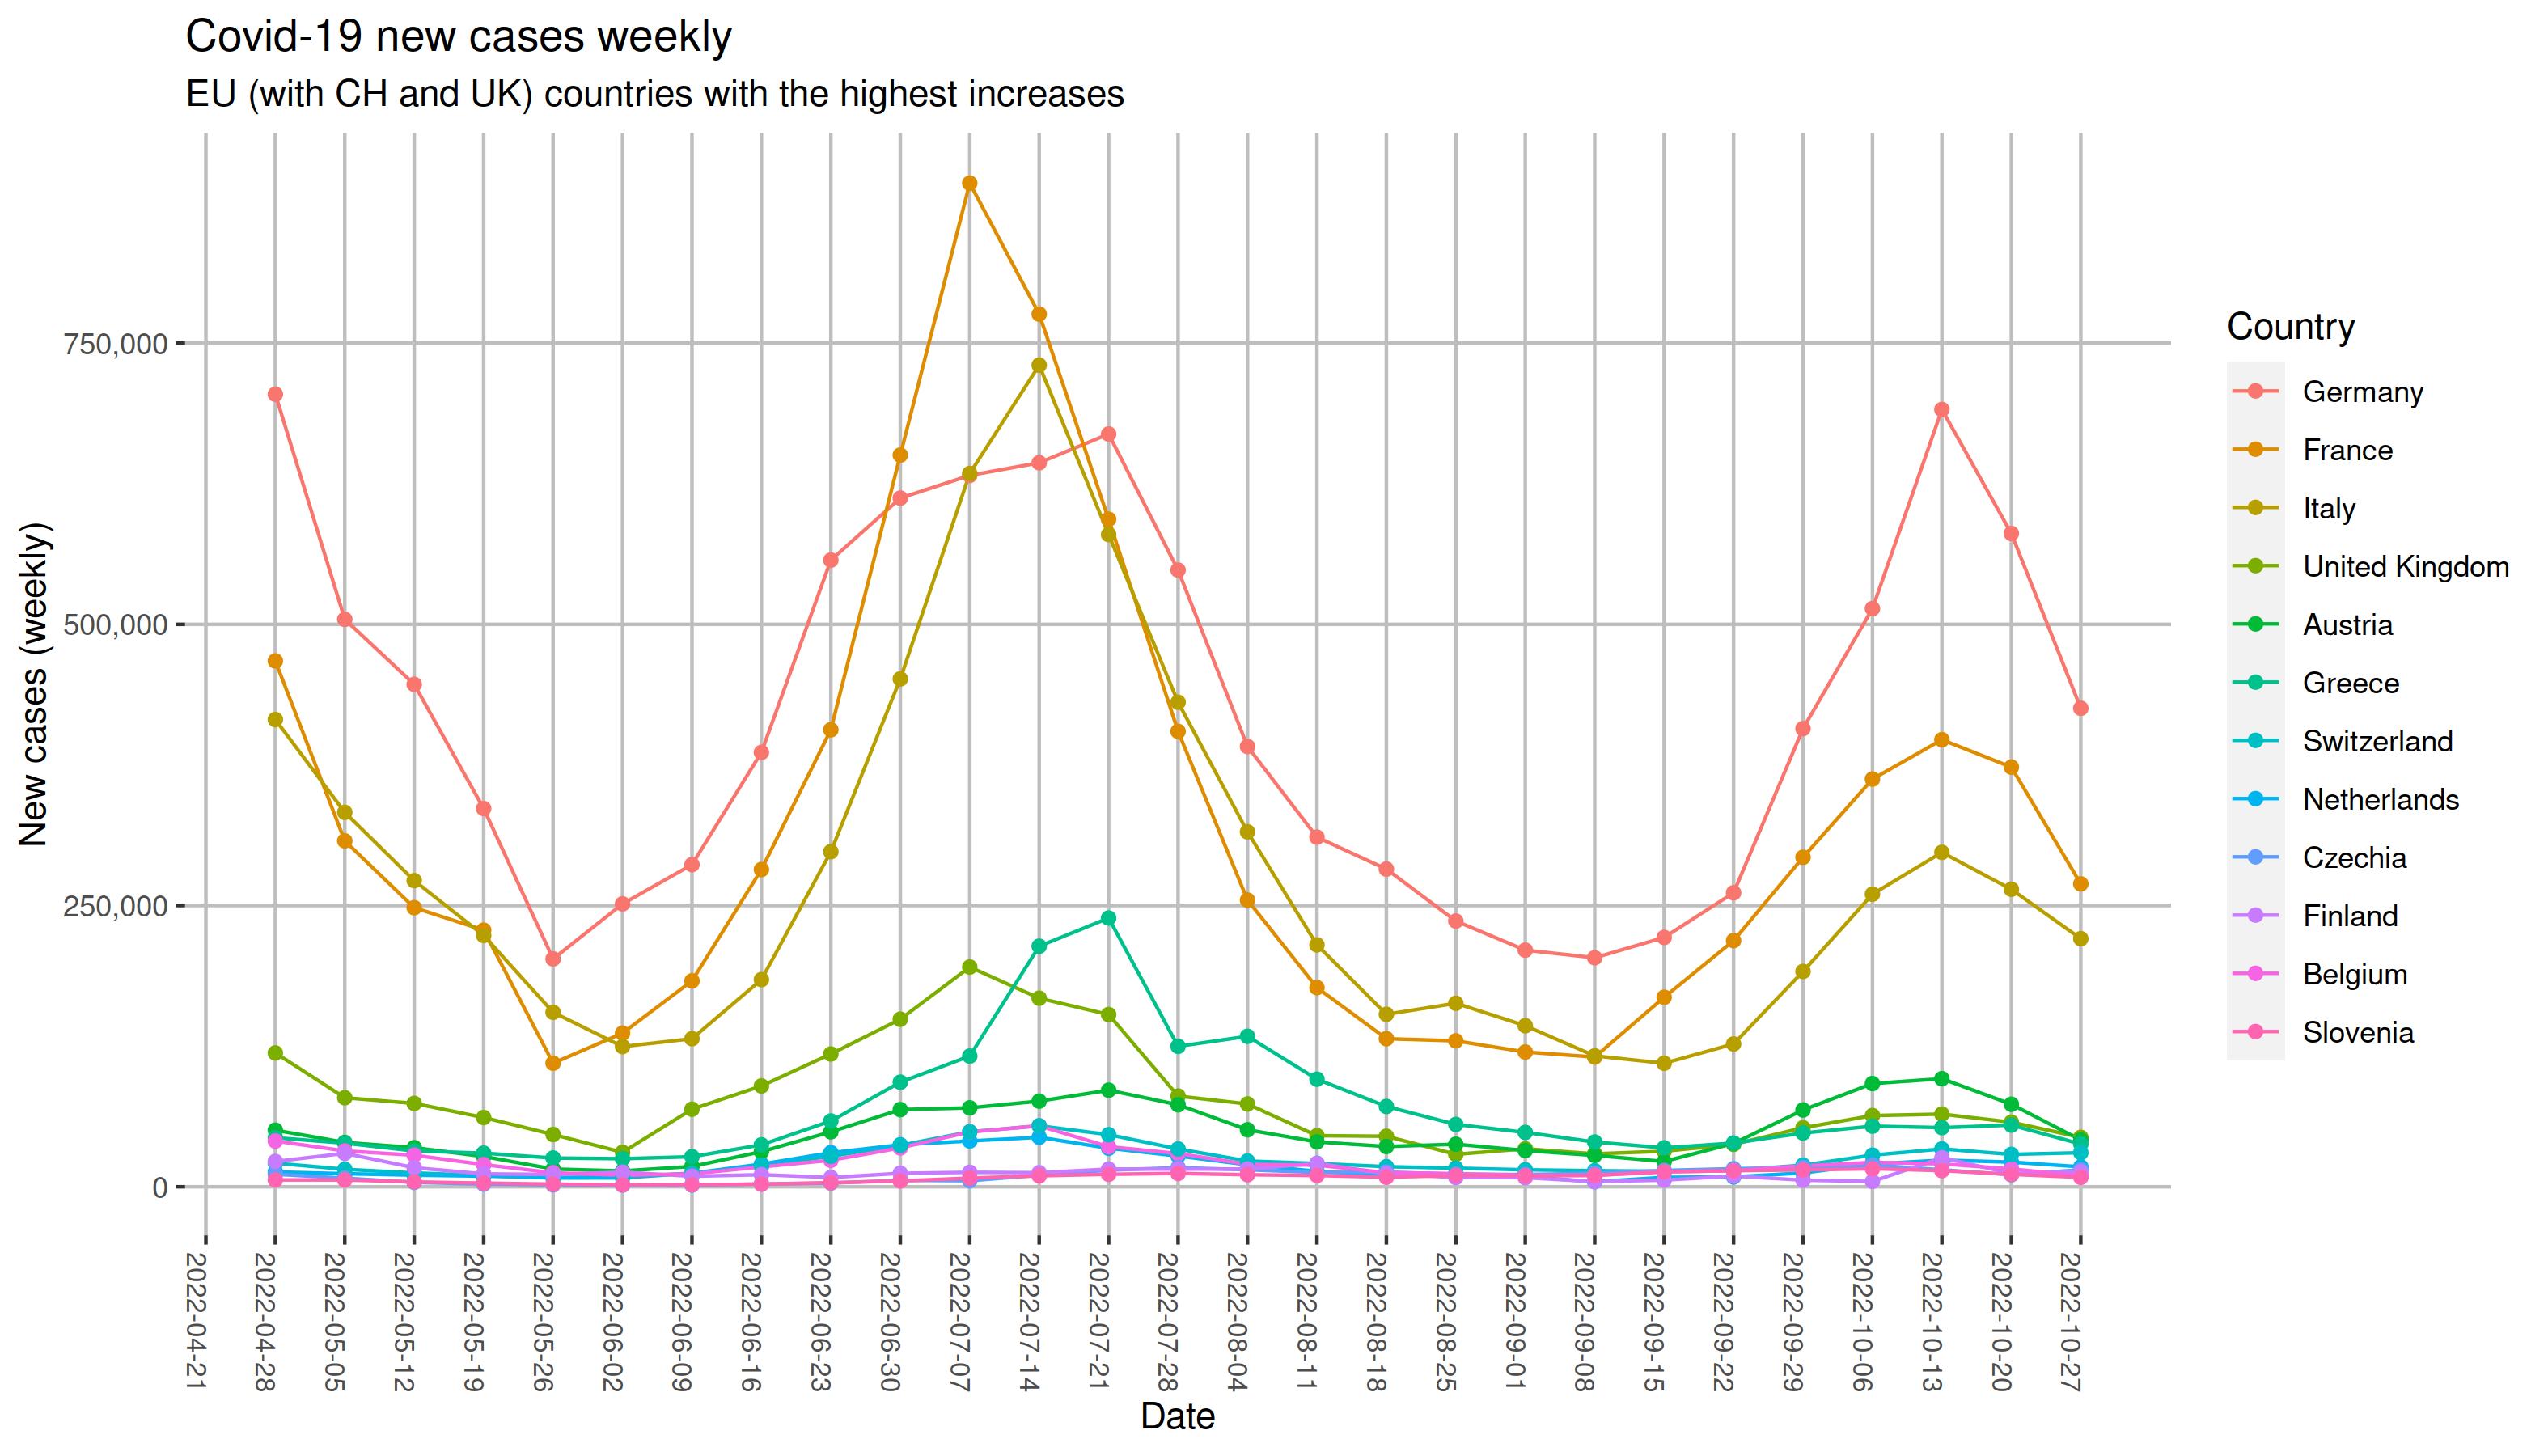 Covid-19 new cases weekly
EU (with CH and UK) countries with the highest increases
New cases (weekly)
750,000
500,000
250,000
0
2022-04-21
2022-04-28
2022-05-05
2022-05-12
2022-05-19
2022-05-26
2022-06-02
2022-06-09
2022-06-16
2022-06-23
2022-06-30
2022-07-07
2022-07-14
2022-07-21
2022-07-28
2022-08-04
2022-08-11
2022-08-18
2022-08-25
2022-09-01
2022-09-08
2022-09-15
2022-09-22
2022-09-29
2022-10-06
2022-10-13
2022-10-20
2022-10-27
Date
Country
Germany
France
Italy
United Kingdom
Austria
Greece
Switzerland
Netherlands
Czechia
Finland
Belgium
Slovenia